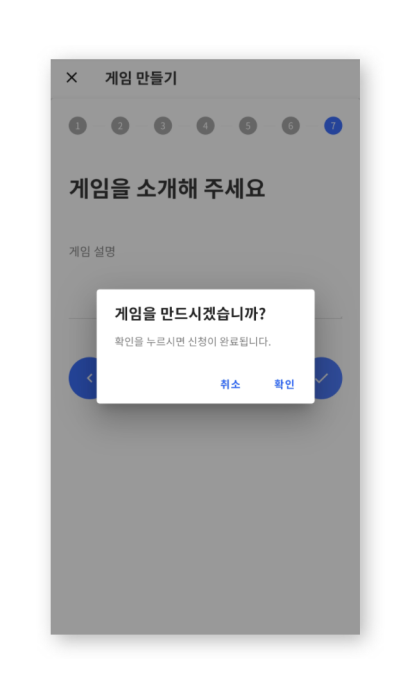 게임 만들기
1 2 3 4 5 6 7
게임을 소개해 주세요
게임 설명
게임을 만드시겠습니까?
확인을 누르시면 신청이 완료됩니다.
취소 확인